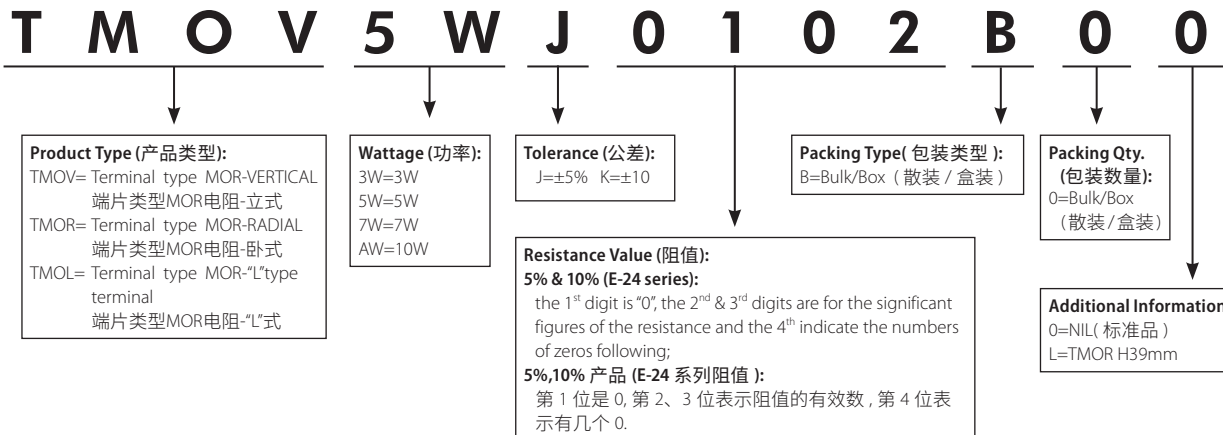 T M O V 5 W J 0 1 0 2 B 0 0
Product Type (产品类型):
TMOV= Terminal type MOR-VERTICAL
端片类型MOR电阻-立式
TMOR= Terminal type MOR-RADIAL
端片类型MOR电阻-卧式
TMOL= Terminal type MOR-“L”type
terminal
端片类型MOR电阻-“L”式
Wattage (功率):
3W=3W
5W=5W
7W=7W
AW=10W
Tolerance (公差):
J=±5% K=±10
Resistance Value (阻值):
5% & 10% (E-24 series):
the 1st digit is “0”, the 2nd & 3rd digits are for the significant
figures of the resistance and the 4th indicate the numbers
of zeros following;
5%,10% 产品 (E-24 系列阻值 ):
第 1 位是 0, 第 2、3 位表示阻值的有效数 , 第 4 位表
示有几个 0.
Packing Type( 包装类型 ):
B=Bulk/Box ( 散装 / 盒装 )
Packing Qty.
(包装数量):
0=Bulk/Box
(散装/盒装)
Additional Information
0=NIL( 标准品 )
L=TMOR H39mm